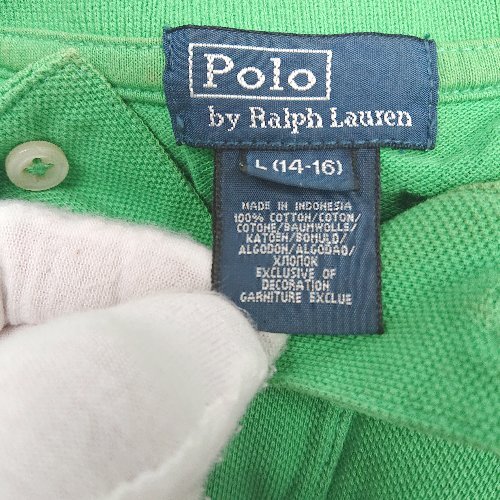 Polo
by Ralph Lauren
L (14-16)
MADE IN INDONESIA
100% COTTON/COTON/
COTONE/BAUMWOLLE/
KATOEN/BOMULD/
ALGODON/ALGODAO/
ХЛОПОК
EXCLUSIVE OF
DECORATION
GARNITURE EXCLUE